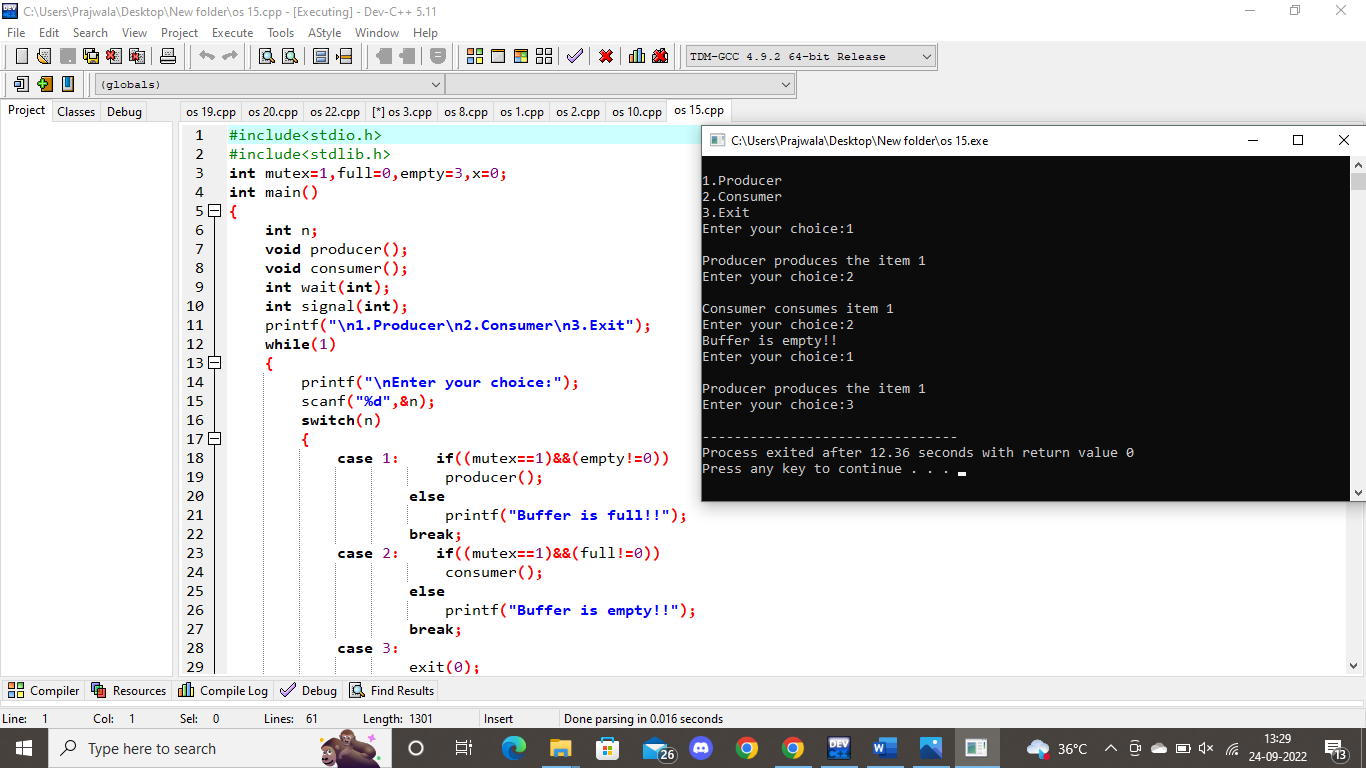 C:\Users\Prajwala\Desktop\New folder\os 15.cpp - [Executing] - Dev-C++ 5.11
File Edit Search View Project Execute Tools AStyle Window Help
TDM-GCC 4.9.2 64-bit Release
(globals)
Project Classes Debug
os 19.cpp os 20.cpp os 22.cpp [*] os 3.cpp os 8.cpp os 1.cpp os 2.cpp os 10.cpp os 15.cpp
1 #include<stdio.h>
2 #include<stdlib.h>
3 int mutex=1,full=0,empty=3,x=0;
4 int main()
5 {
6 int n;
7 void producer();
8 void consumer();
9 int wait(int);
10 int signal(int);
11 printf("\n1.Producer\n2.Consumer\n3.Exit");
12 while(1)
13 {
14 printf("\nEnter your choice:");
15 scanf("%d",&n);
16 switch(n)
17 {
18 case 1: if((mutex==1)&&(empty!=0))
19 producer();
20 else
21 printf("Buffer is full!!");
22 break;
23 case 2: if((mutex==1)&&(full!=0))
24 consumer();
25 else
26 printf("Buffer is empty!!");
27 break;
28 case 3:
29 exit(0);
C:\Users\Prajwala\Desktop\New folder\os 15.exe
1.Producer
2.Consumer
3.Exit
Enter your choice:1
Producer produces the item 1
Enter your choice:2
Consumer consumes item 1
Enter your choice:2
Buffer is empty!!
Enter your choice:1
Producer produces the item 1
Enter your choice:3
--------------------------------
Process exited after 12.36 seconds with return value 0
Press any key to continue . . .
Compiler Resources Compile Log Debug Find Results
Line: 1 Col: 1 Sel: 0 Lines: 61 Length: 1301 Insert Done parsing in 0.016 seconds
Type here to search
26
DEV
36°C
13:29
24-09-2022
13